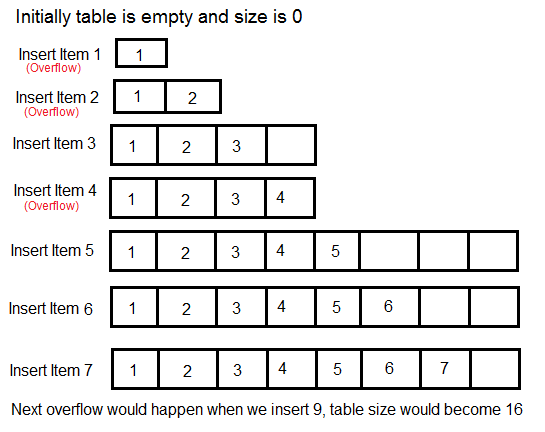 Initially table is empty and size is 0
Insert Item 1 1
(Overflow)
Insert Item 2 1 2
(Overflow)
Insert Item 3 1 2 3
Insert Item 4 1 2 3 4
(Overflow)
Insert Item 5 1 2 3 4 5
Insert Item 6 1 2 3 4 5 6
Insert Item 7 1 2 3 4 5 6 7
Next overflow would happen when we insert 9, table size would become 16